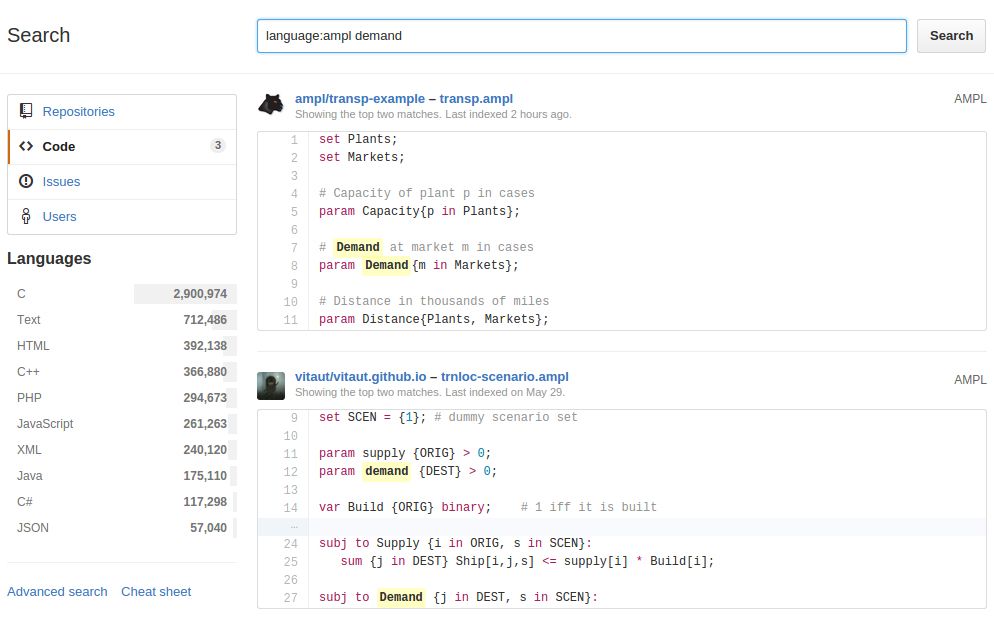 Search
language:ampl demand
Search
Repositories
Code 3
Issues
Users
Languages
C 2,900,974
Text 712,486
HTML 392,138
C++ 366,880
PHP 294,673
JavaScript 261,263
XML 240,120
Java 175,110
C# 117,298
JSON 57,040
Advanced search Cheat sheet
ampl/transp-example – transp.ampl AMPL
Showing the top two matches. Last indexed 2 hours ago.
1 set Plants;
2 set Markets;
3
4 # Capacity of plant p in cases
5 param Capacity{p in Plants};
6
7 # Demand at market m in cases
8 param Demand{m in Markets};
9
10 # Distance in thousands of miles
11 param Distance{Plants, Markets};
vitaut/vitaut.github.io – trnloc-scenario.ampl AMPL
Showing the top two matches. Last indexed on May 29.
9 set SCEN = {1}; # dummy scenario set
10
11 param supply {ORIG} > 0;
12 param demand {DEST} > 0;
13
14 var Build {ORIG} binary; # 1 iff it is built
...
24 subj to Supply {i in ORIG, s in SCEN}:
25 sum {j in DEST} Ship[i,j,s] <= supply[i] * Build[i];
26
27 subj to Demand {j in DEST, s in SCEN}: